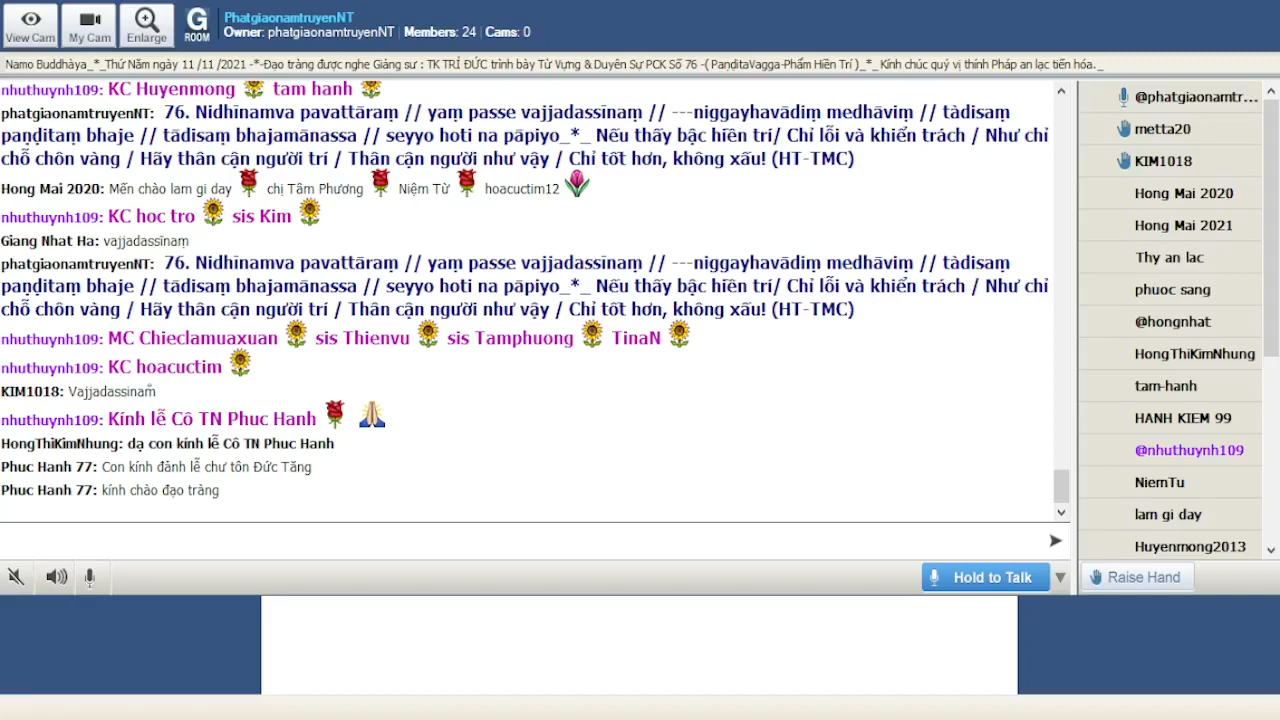 View Cam
My Cam
Enlarge
G
ROOM
PhatgiaonamtruyenNT
Owner: phatgiaonamtruyenNT | Members: 24 | Cams: 0
Namo Buddhàya_*_Thứ Năm ngày 11 /11 /2021 -*-Đạo tràng được nghe Giảng sư : TK TRÍ ĐỨC trình bày Từ Vựng & Duyên Sự PCK Số 76 -( PaṇḍitaVagga-Phẩm Hiền Trí )_*_ Kính chúc quý vị thính Pháp an lạc tiến hóa._
nhuthuynh109: KC Huyenmong tam hanh
phatgiaonamtruyenNT: 76. Nidhīnamva pavattāraṃ // yaṃ passe vajjadassīnaṃ // ---niggayhavādiṃ medhāviṃ // tàdisaṃ
paṇḍitaṃ bhaje // tādisaṃ bhajamānassa // seyyo hoti na pāpiyo_*_ Nếu thấy bậc hiền trí/ Chỉ lỗi và khiển trách / Như chỉ
chỗ chôn vàng / Hãy thân cận người trí / Thân cận người như vậy / Chỉ tốt hơn, không xấu! (HT-TMC)
Hong Mai 2020: Mến chào lam gi day chị Tâm Phương Niệm Từ hoacuctim12
nhuthuynh109: KC hoc tro sis Kim
Giang Nhat Ha: vajjadassīnaṃ
phatgiaonamtruyenNT: 76. Nidhīnamva pavattāraṃ // yaṃ passe vajjadassīnaṃ // ---niggayhavādiṃ medhāviṃ // tàdisaṃ
paṇḍitaṃ bhaje // tādisaṃ bhajamānassa // seyyo hoti na pāpiyo_*_ Nếu thấy bậc hiền trí/ Chỉ lỗi và khiển trách / Như chỉ
chỗ chôn vàng / Hãy thân cận người trí / Thân cận người như vậy / Chỉ tốt hơn, không xấu! (HT-TMC)
nhuthuynh109: MC Chieclamuaxuan sis Thienvu sis Tamphuong TinaN
nhuthuynh109: KC hoacuctim
KIM1018: Vajjadassinam̐
nhuthuynh109: Kính lễ Cô TN Phuc Hanh
HongThiKimNhung: dạ con kính lễ Cô TN Phuc Hanh
Phuc Hanh 77: Con kính đảnh lễ chư tôn Đức Tăng
Phuc Hanh 77: kính chào đạo tràng
Hold to Talk
@phatgiaonamtr...
metta20
KIM1018
Hong Mai 2020
Hong Mai 2021
Thy an lac
phuoc sang
@hongnhat
HongThiKimNhung
tam-hanh
HANH KIEM 99
@nhuthuynh109
NiemTu
lam gi day
Huyenmong2013
Raise Hand